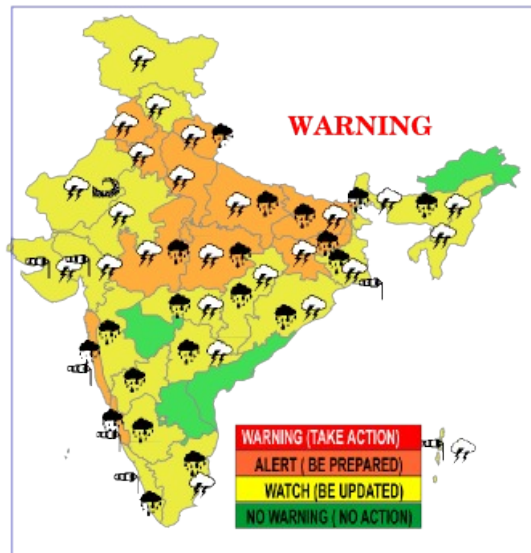 WARNING
WARNING (TAKE ACTION)
ALERT ( BE PREPARED)
WATCH (BE UPDATED)
NO WARNING ( NO ACTION)